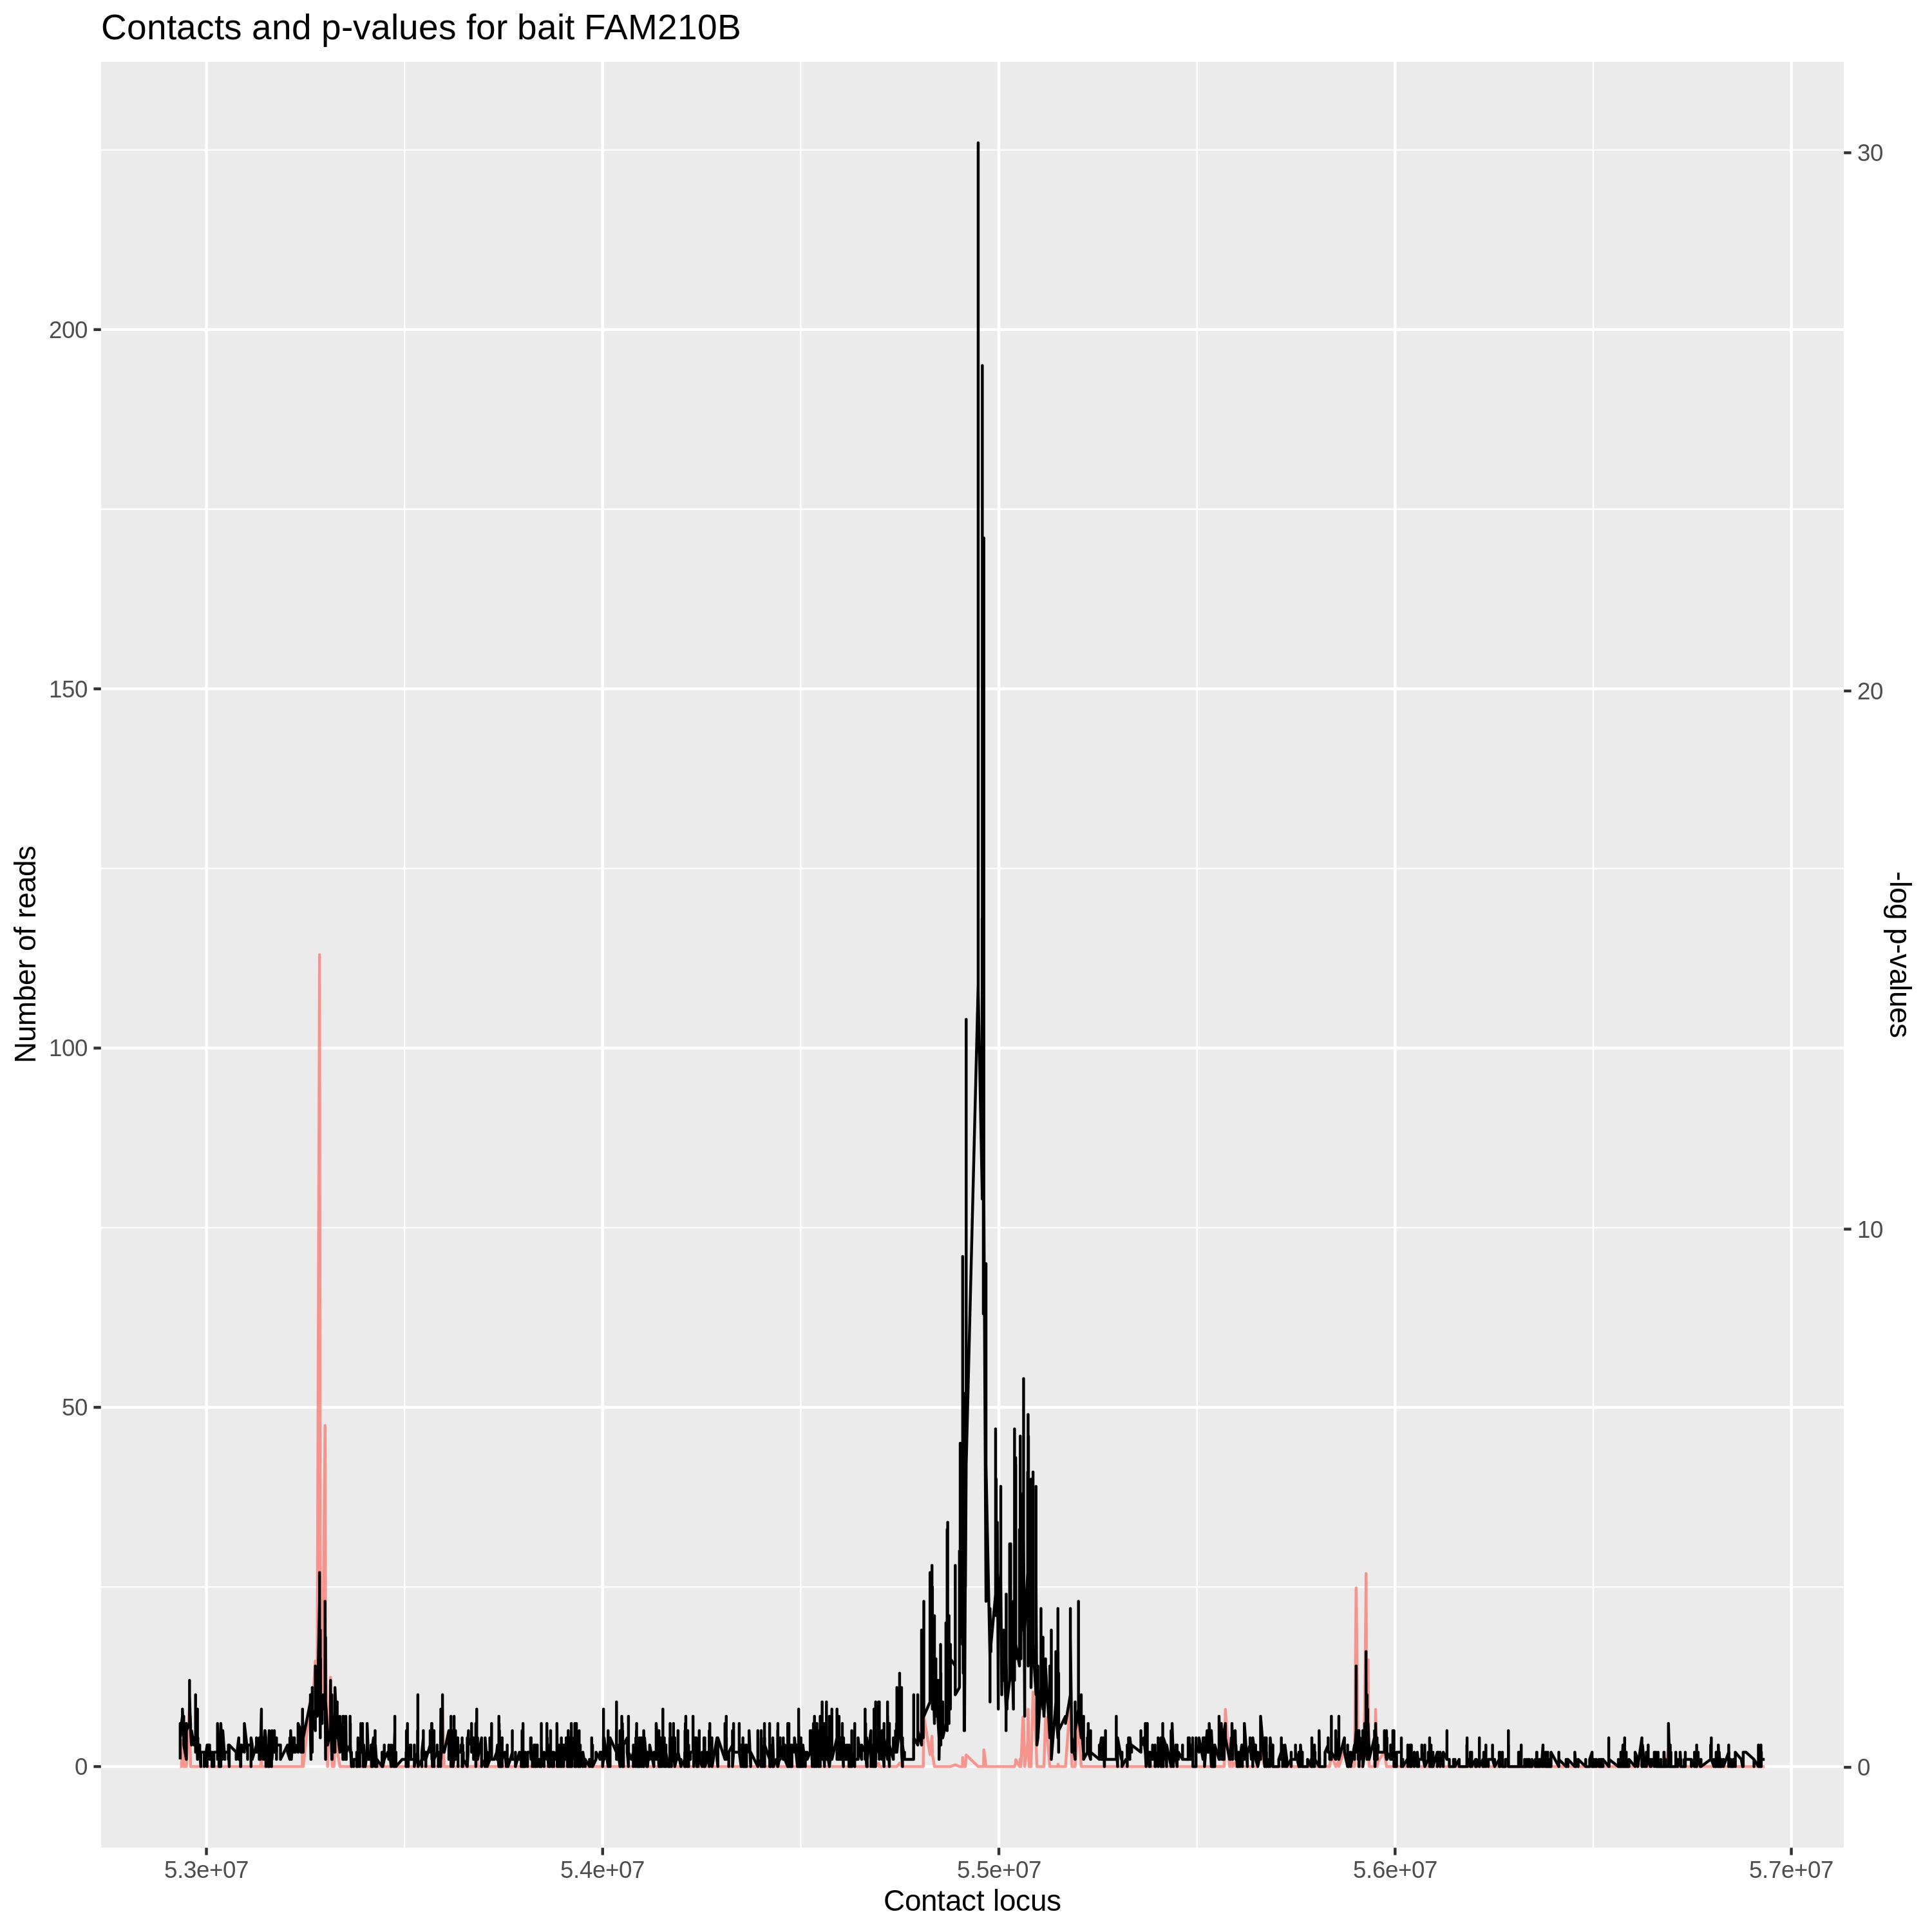 Contacts and p-values for bait FAM210B
Number of reads
200
150
100
50
0
30
20
10
0
-log p-values
5.3e+07 5.4e+07 5.5e+07 5.6e+07 5.7e+07
Contact locus